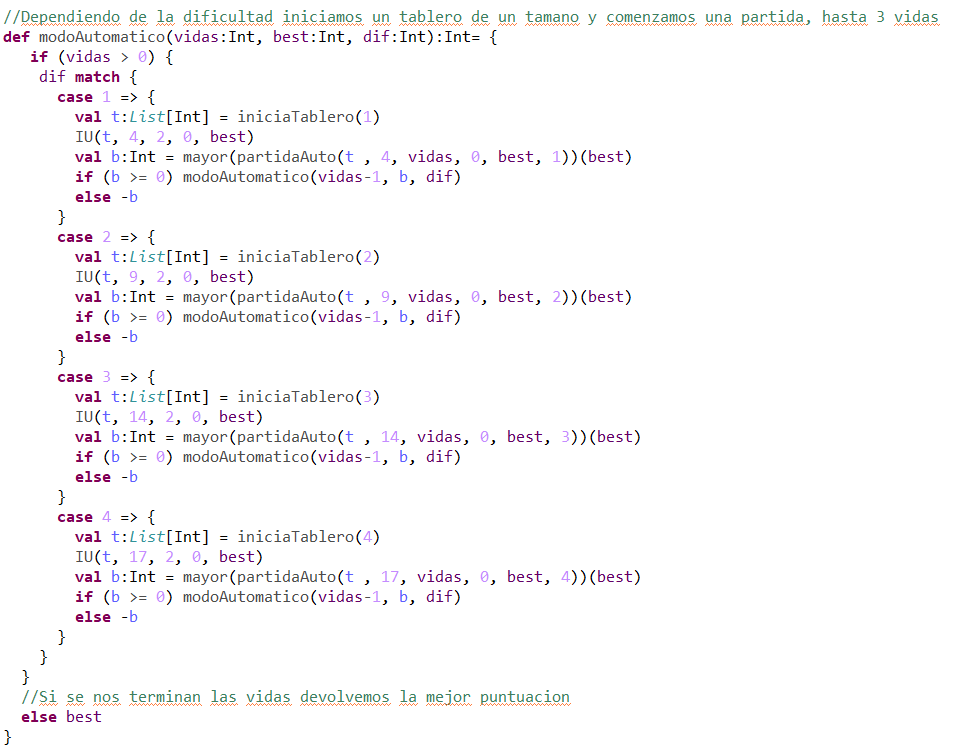 //Dependiendo de la dificultad iniciamos un tablero de un tamano y comenzamos una partida, hasta 3 vidas
def modoAutomatico(vidas:Int, best:Int, dif:Int):Int= {
   if (vidas > 0) {
    dif match {
      case 1 => {
        val t:List[Int] = iniciaTablero(1)
        IU(t, 4, 2, 0, best)
        val b:Int = mayor(partidaAuto(t , 4, vidas, 0, best, 1))(best)
        if (b >= 0) modoAutomatico(vidas-1, b, dif)
        else -b
      }
      case 2 => {
        val t:List[Int] = iniciaTablero(2)
        IU(t, 9, 2, 0, best)
        val b:Int = mayor(partidaAuto(t , 9, vidas, 0, best, 2))(best)
        if (b >= 0) modoAutomatico(vidas-1, b, dif)
        else -b
      }
      case 3 => {
        val t:List[Int] = iniciaTablero(3)
        IU(t, 14, 2, 0, best)
        val b:Int = mayor(partidaAuto(t , 14, vidas, 0, best, 3))(best)
        if (b >= 0) modoAutomatico(vidas-1, b, dif)
        else -b
      }
      case 4 => {
        val t:List[Int] = iniciaTablero(4)
        IU(t, 17, 2, 0, best)
        val b:Int = mayor(partidaAuto(t , 17, vidas, 0, best, 4))(best)
        if (b >= 0) modoAutomatico(vidas-1, b, dif)
        else -b
      }
    }
  }
  //Si se nos terminan las vidas devolvemos la mejor puntuacion
  else best
}